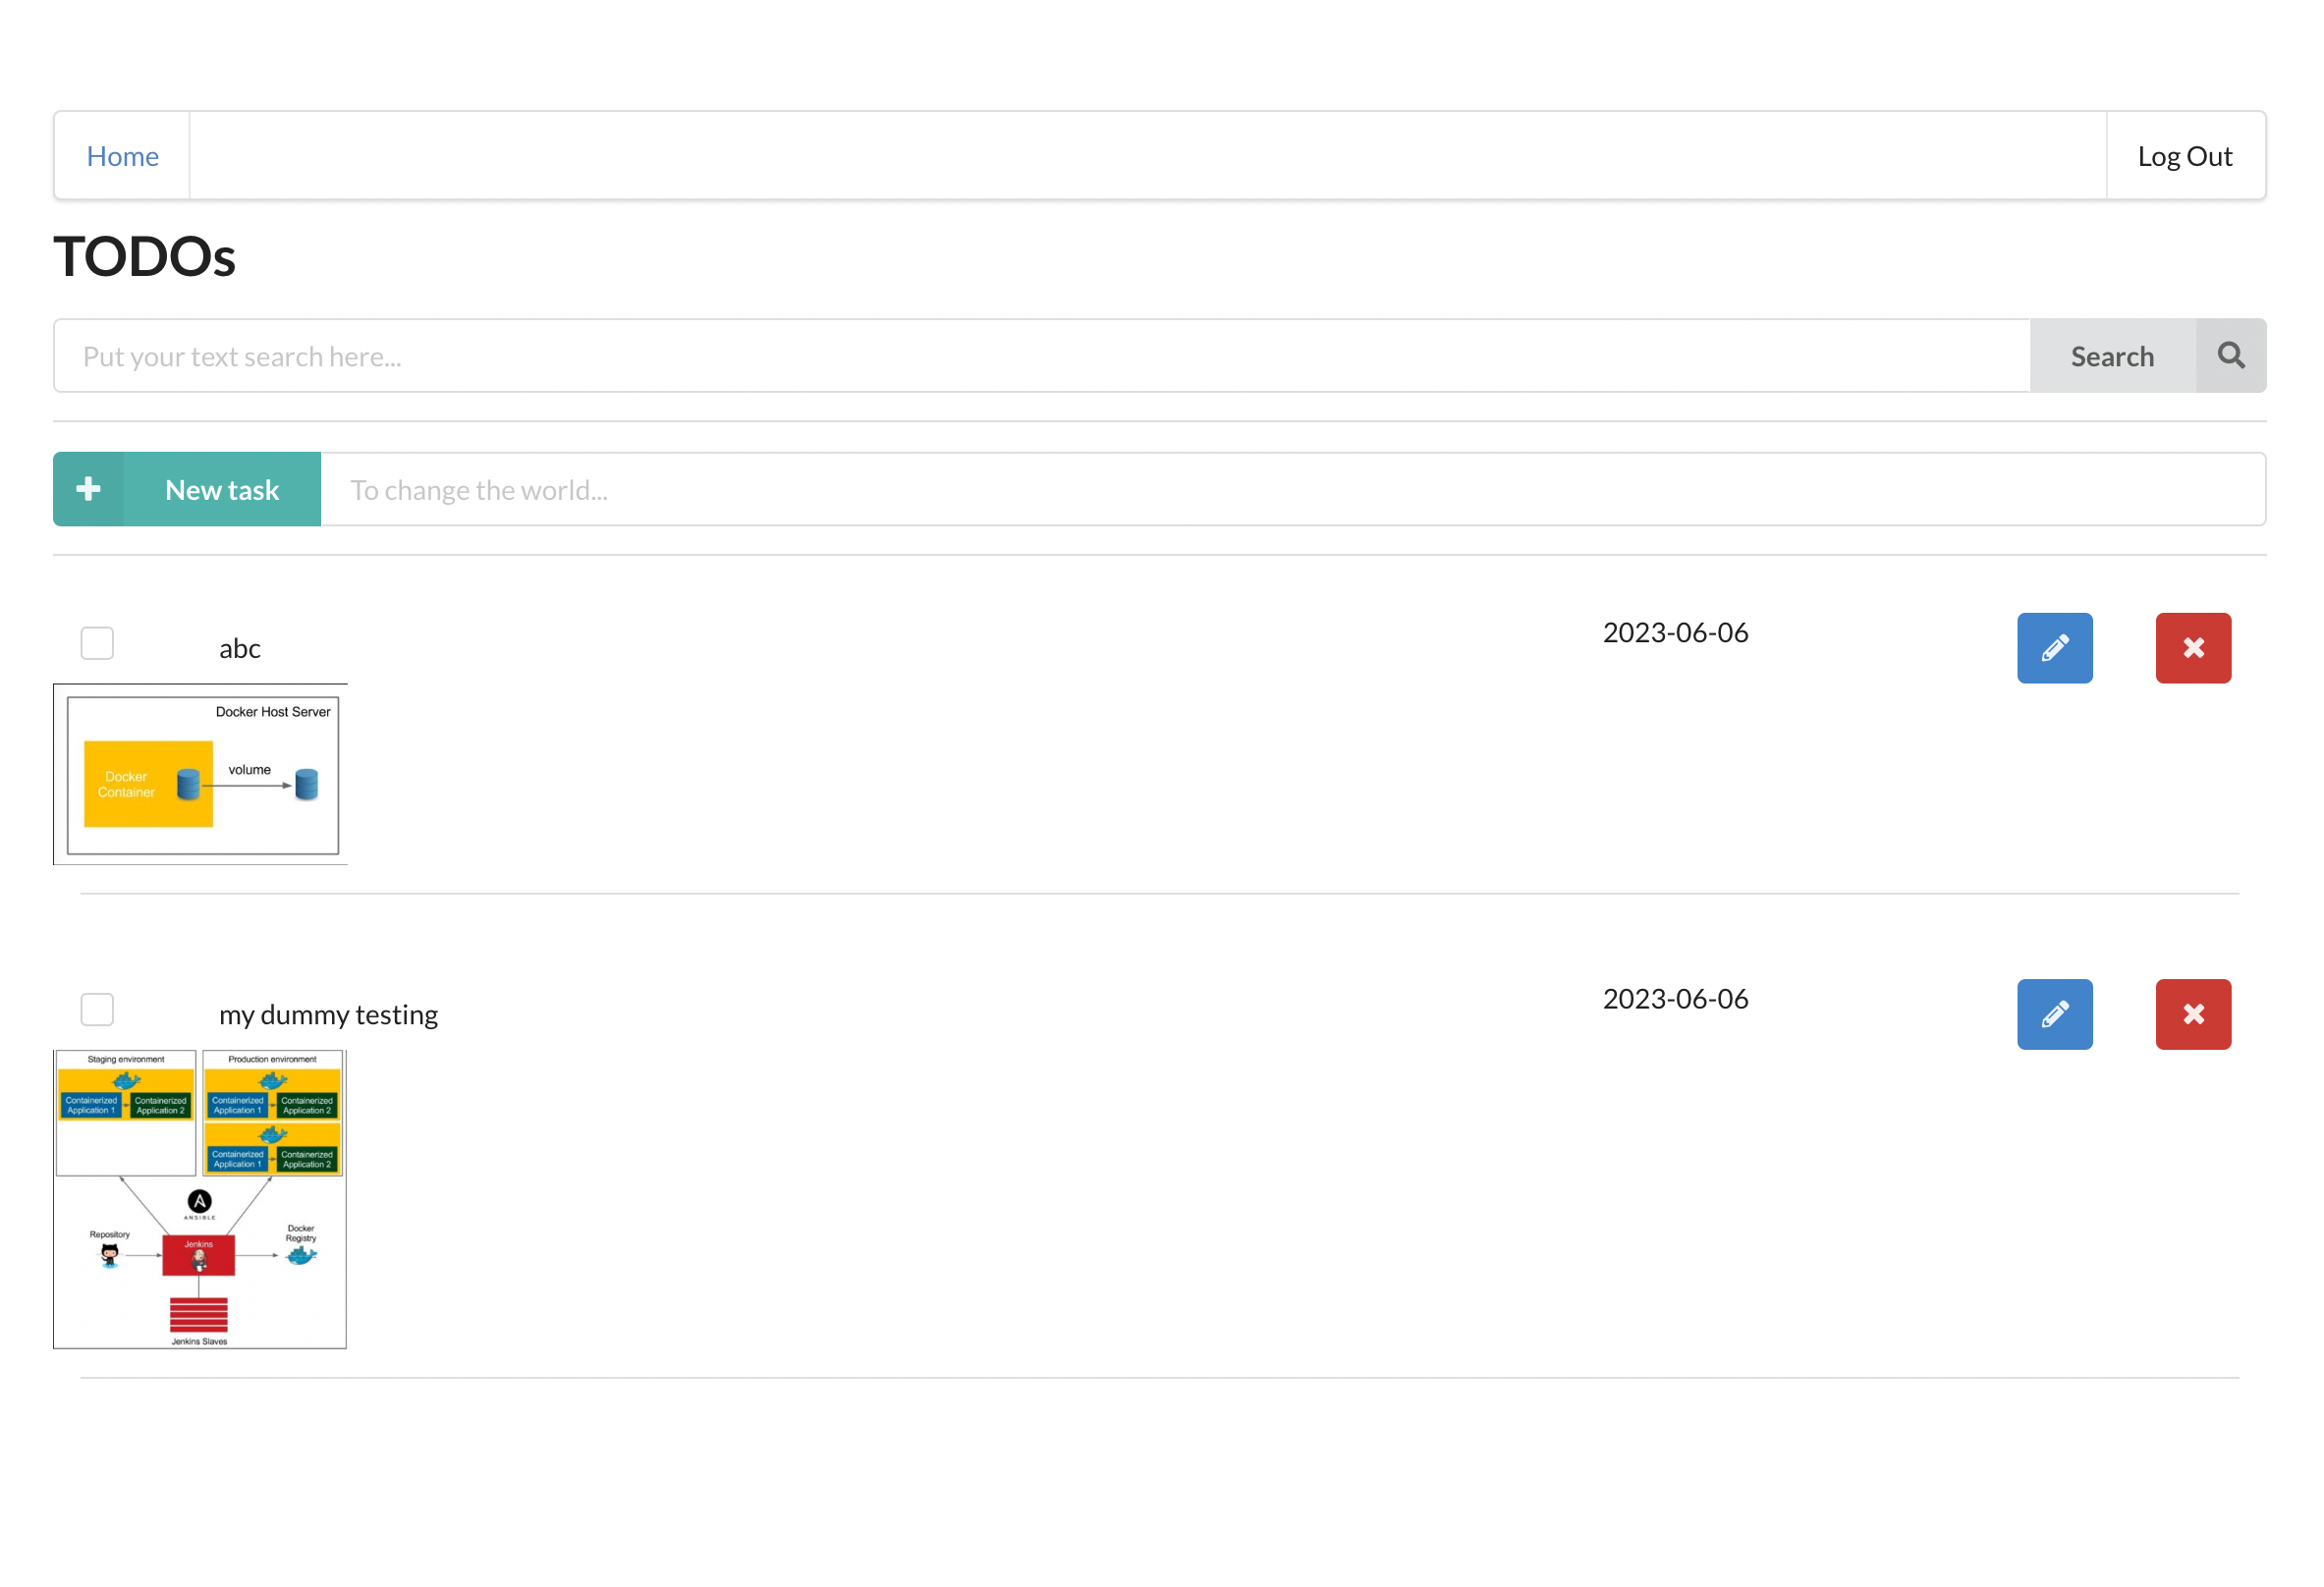 Home
Log Out
TODOs
Put your text search here...
Search
New task
To change the world...
abc
2023-06-06
Docker Host Server
Docker
Container
volume
my dummy testing
2023-06-06
Staging environment
Production environment
Containerized
Application 1
Containerized
Application 2
Containerized
Application 1
Containerized
Application 2
Containerized
Application 1
Containerized
Application 2
ANSIBLE
Repository
Jenkins
Docker
Registry
Jenkins Slaves